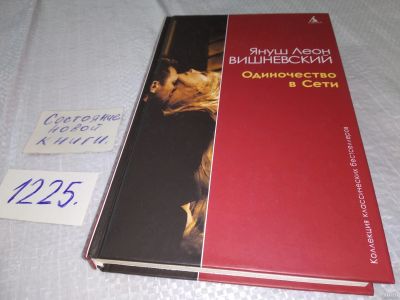 Януш Леон
ВИШНЕВСКИЙ
Одиночество
в Сети
Коллекция классических бестселлеров
Состояние
новой
книги.
1225.